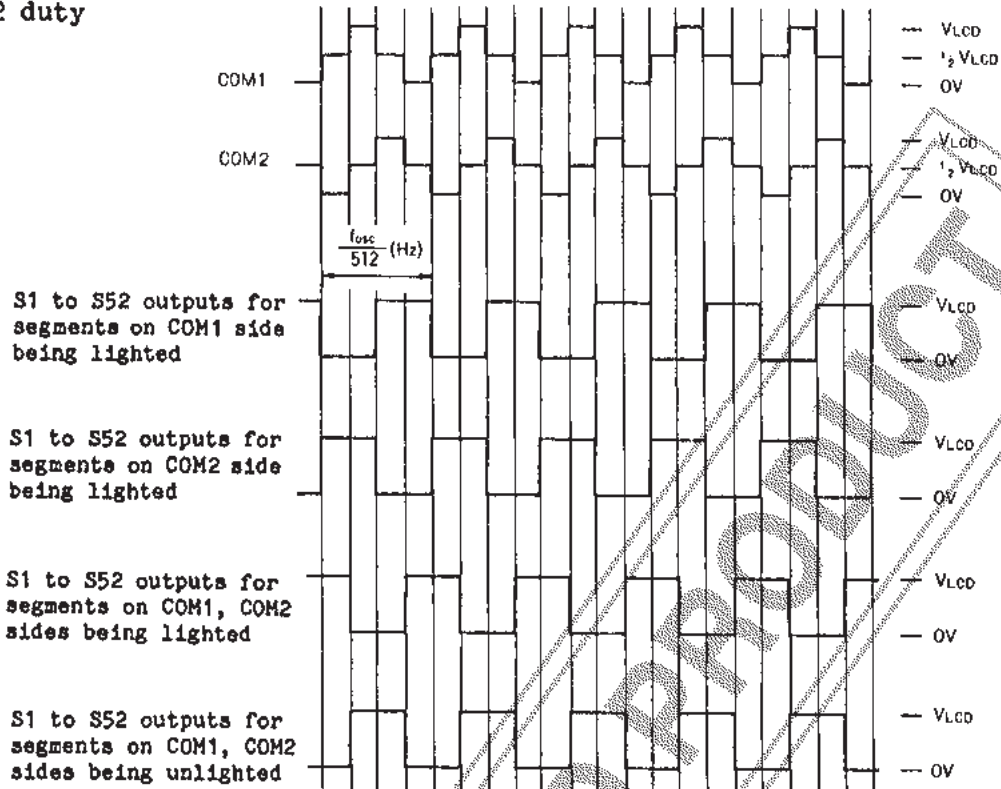 2 duty
VLCD
1/2 VLCD
0V
COM1
VLCD
1/2 VLCD
0V
COM2
fosc/512 (Hz)
S1 to S52 outputs for
segments on COM1 side
being lighted
VLCD
0V
S1 to S52 outputs for
segments on COM2 side
being lighted
VLCD
0V
S1 to S52 outputs for
segments on COM1, COM2
sides being lighted
VLCD
0V
S1 to S52 outputs for
segments on COM1, COM2
sides being unlighted
VLCD
0V
PRODUCT